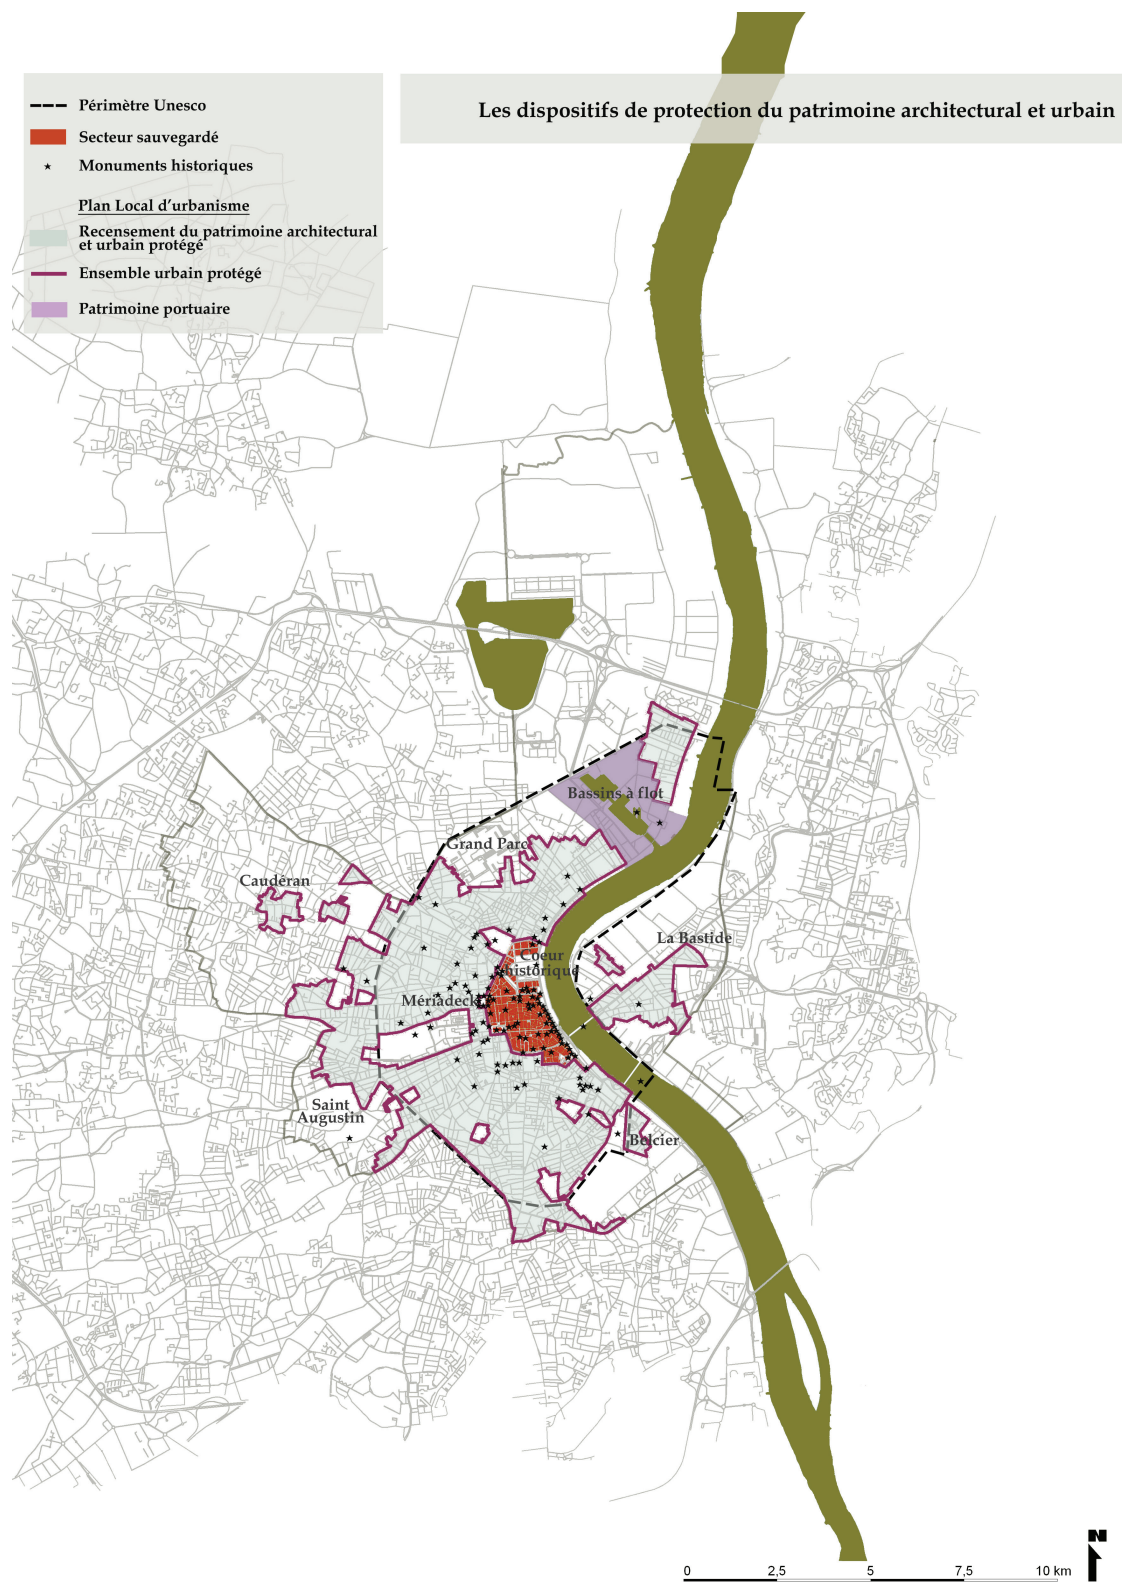 Les dispositifs de protection du patrimoine architectural et urbain
Périmètre Unesco
Secteur sauvegardé
Monuments historiques
Plan Local d'urbanisme
Recensement du patrimoine architectural
et urbain protégé
Ensemble urbain protégé
Patrimoine portuaire
Bassins à flot
Grand Parc
Caudéran
La Bastide
Coeur
historique
Mériadeck
Saint
Augustin
Belcier
N
0 2,5 5 7,5 10 km